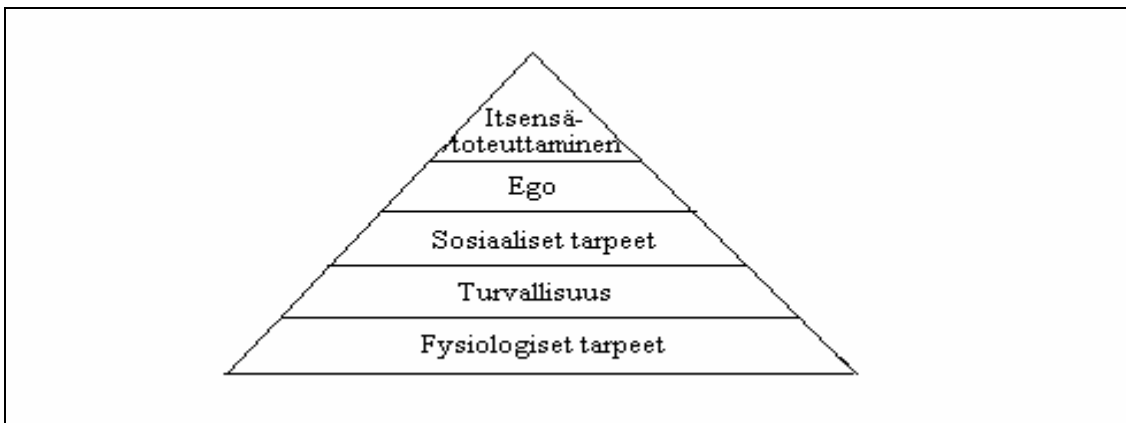 Itsensä-
toteuttaminen
Ego
Sosiaaliset tarpeet
Turvallisuus
Fysiologiset tarpeet